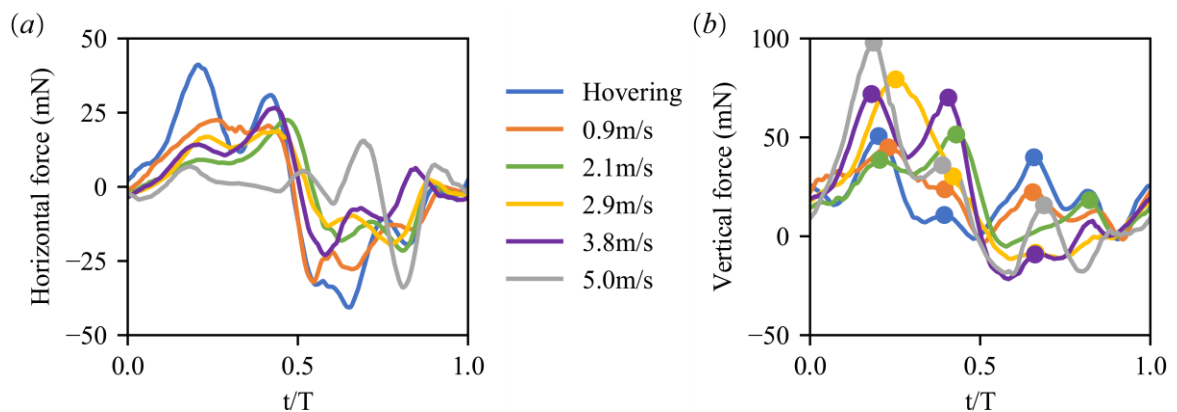 (a)
50
25
0
−25
−50
Horizontal force (mN)
0.0
0.5
1.0
t/T
Hovering
0.9m/s
2.1m/s
2.9m/s
3.8m/s
5.0m/s
(b)
100
50
0
−50
Vertical force (mN)
0.0
0.5
1.0
t/T